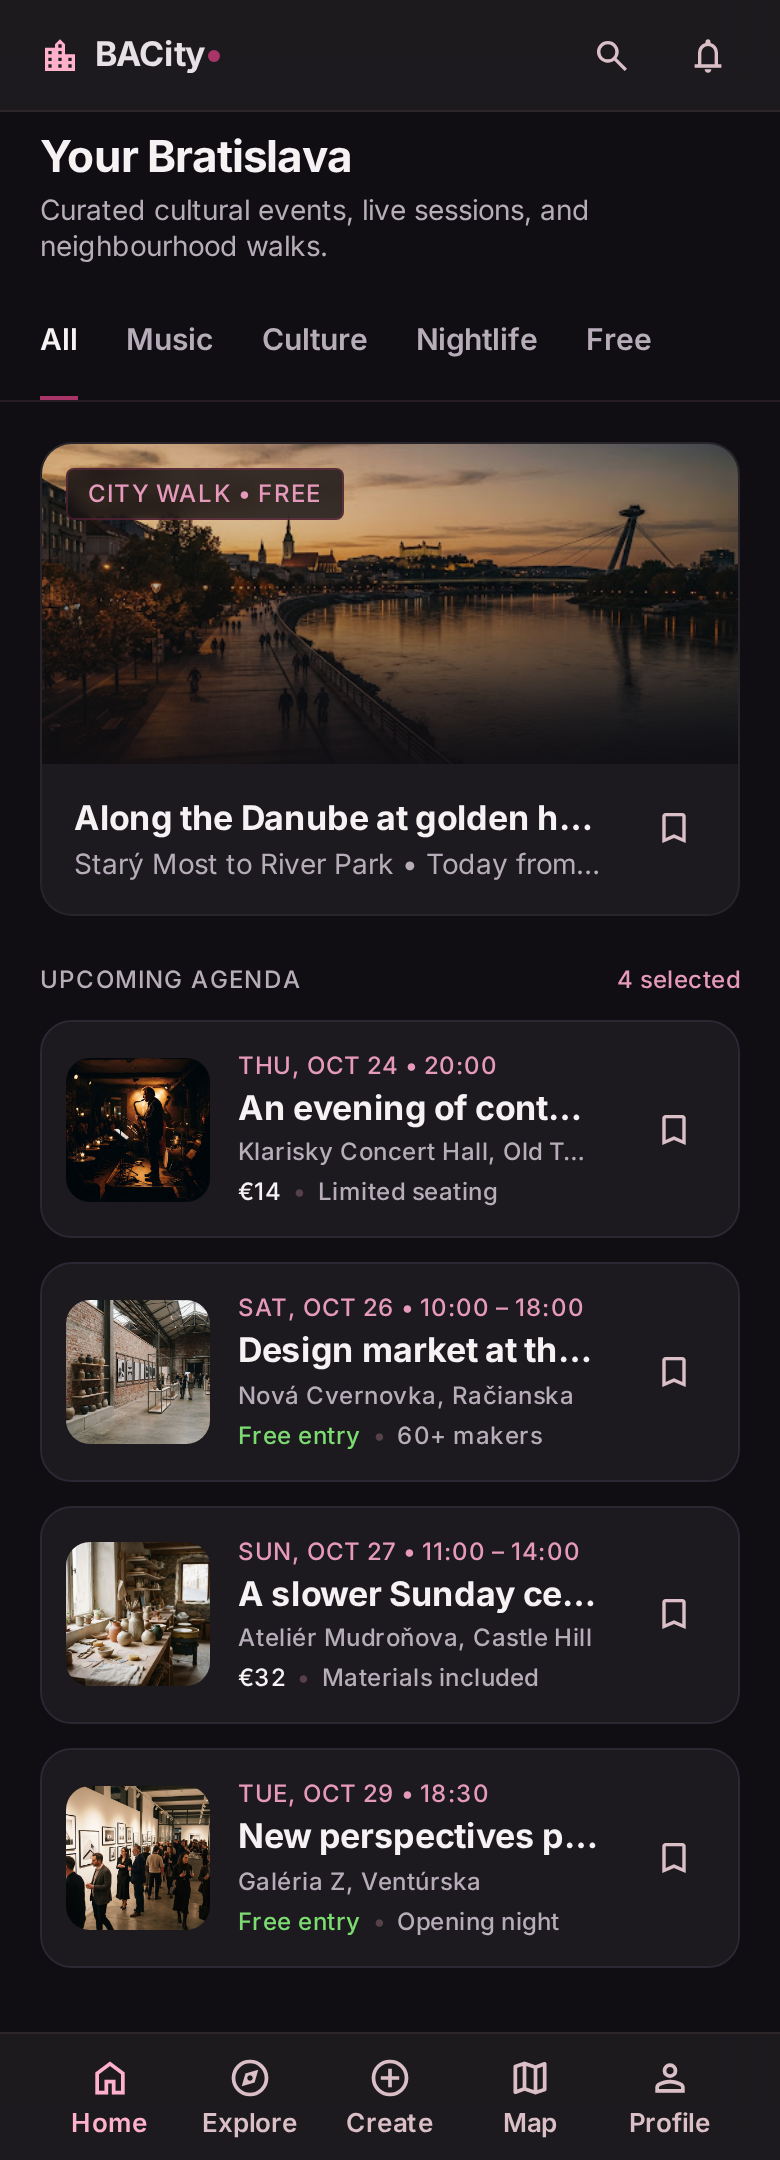 BACity
Your Bratislava
Curated cultural events, live sessions, and
neighbourhood walks.
All Music Culture Nightlife Free
CITY WALK • FREE
Along the Danube at golden h...
Starý Most to River Park • Today from...
UPCOMING AGENDA 4 selected
THU, OCT 24 • 20:00
An evening of cont...
Klarisky Concert Hall, Old T...
€14 • Limited seating
SAT, OCT 26 • 10:00 – 18:00
Design market at th...
Nová Cvernovka, Račianska
Free entry • 60+ makers
SUN, OCT 27 • 11:00 – 14:00
A slower Sunday ce...
Ateliér Mudroňova, Castle Hill
€32 • Materials included
TUE, OCT 29 • 18:30
New perspectives p...
Galéria Z, Ventúrska
Free entry • Opening night
Home Explore Create Map Profile